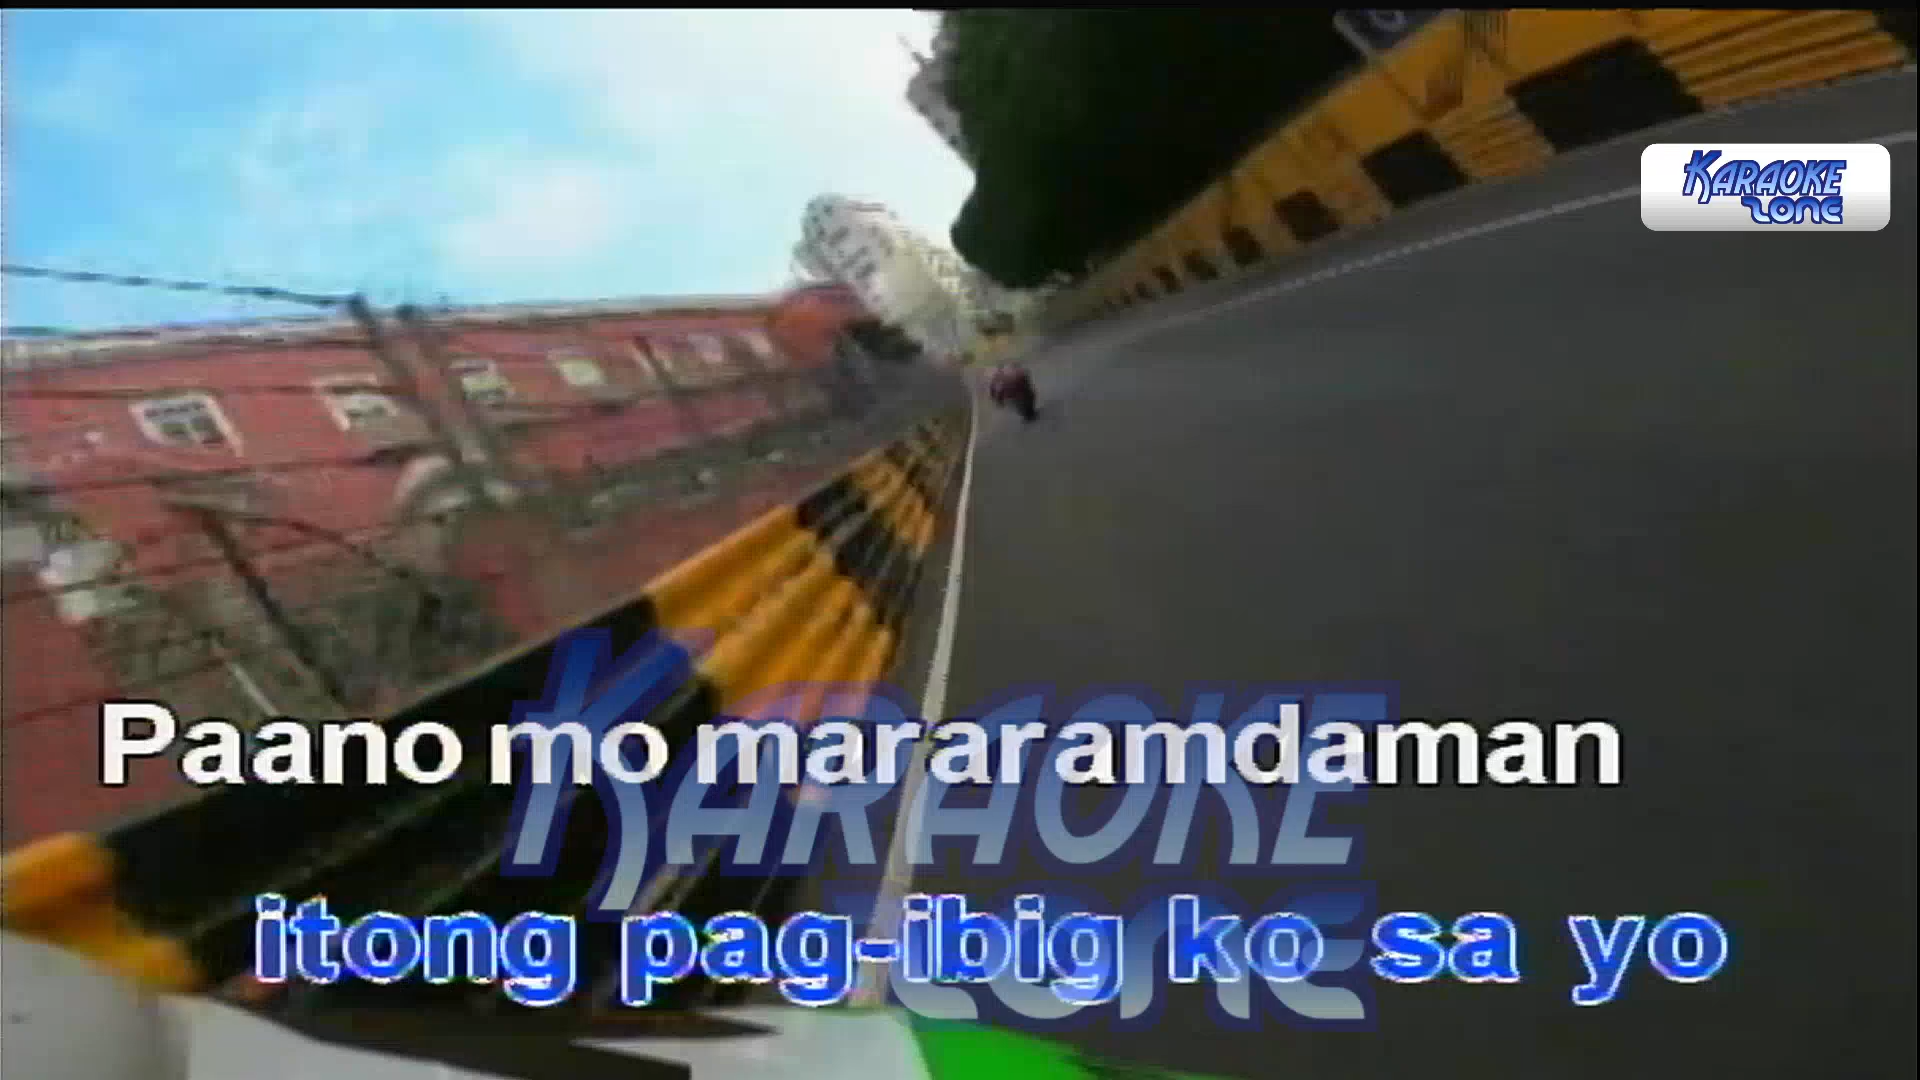 KARAOKE
ZONE
Paano mo mararamdaman
KARAOKE
itong pag-ibig ko sa yo
ZONE